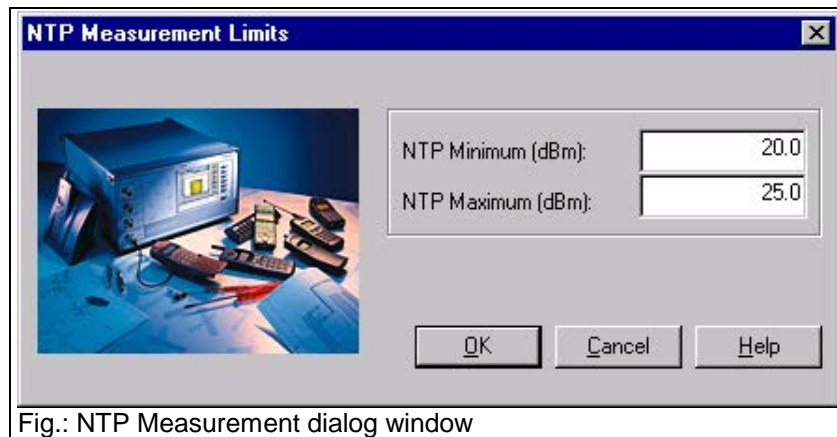 NTP Measurement Limits
NTP Minimum (dBm): 20.0
NTP Maximum (dBm): 25.0
OK Cancel Help
Fig.: NTP Measurement dialog window